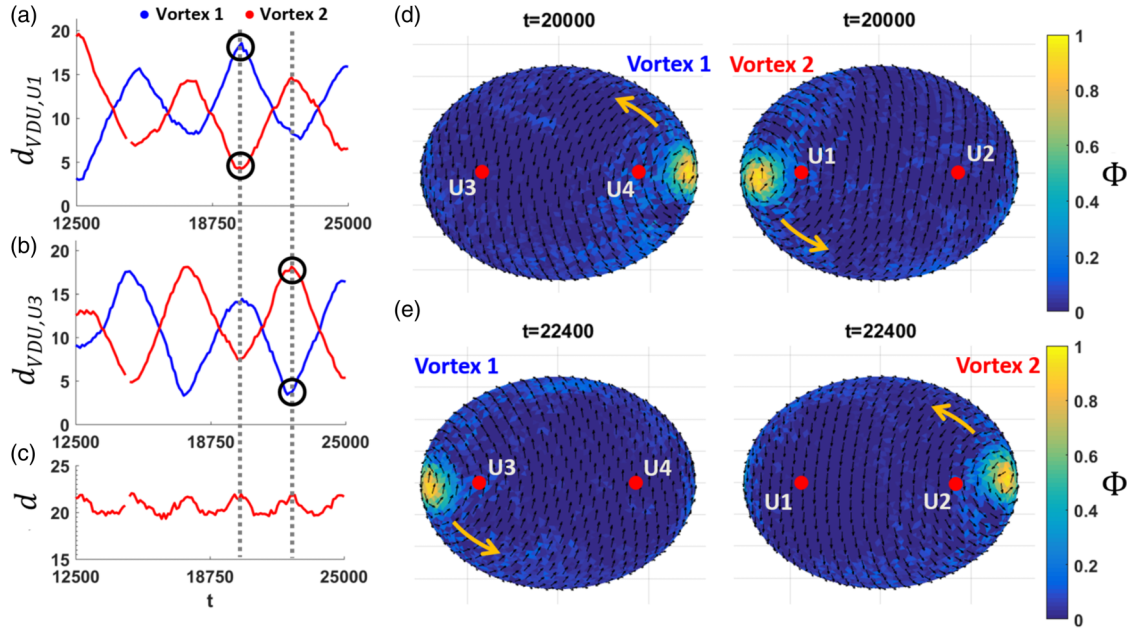 (a)
Vortex 1 Vortex 2
20
15
10
5
0
d_VDU,U1
12500 18750 25000
(b)
20
15
10
5
0
d_VDU,U3
12500 18750 25000
(c)
25
20
15
d
12500 18750 25000
t
(d)
t=20000 t=20000
Vortex 1 Vortex 2
U3 U4 U1 U2
1
0.8
0.6
0.4
0.2
0
Φ
(e)
t=22400 t=22400
Vortex 1 Vortex 2
U3 U4 U1 U2
1
0.8
0.6
0.4
0.2
0
Φ